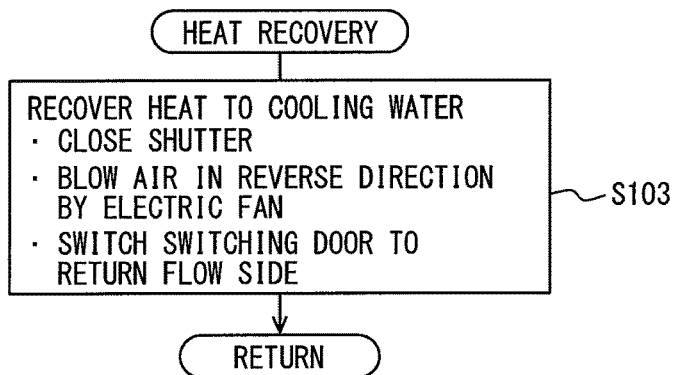 HEAT RECOVERY
RECOVER HEAT TO COOLING WATER
· CLOSE SHUTTER
· BLOW AIR IN REVERSE DIRECTION
BY ELECTRIC FAN
· SWITCH SWITCHING DOOR TO
RETURN FLOW SIDE
S103
RETURN